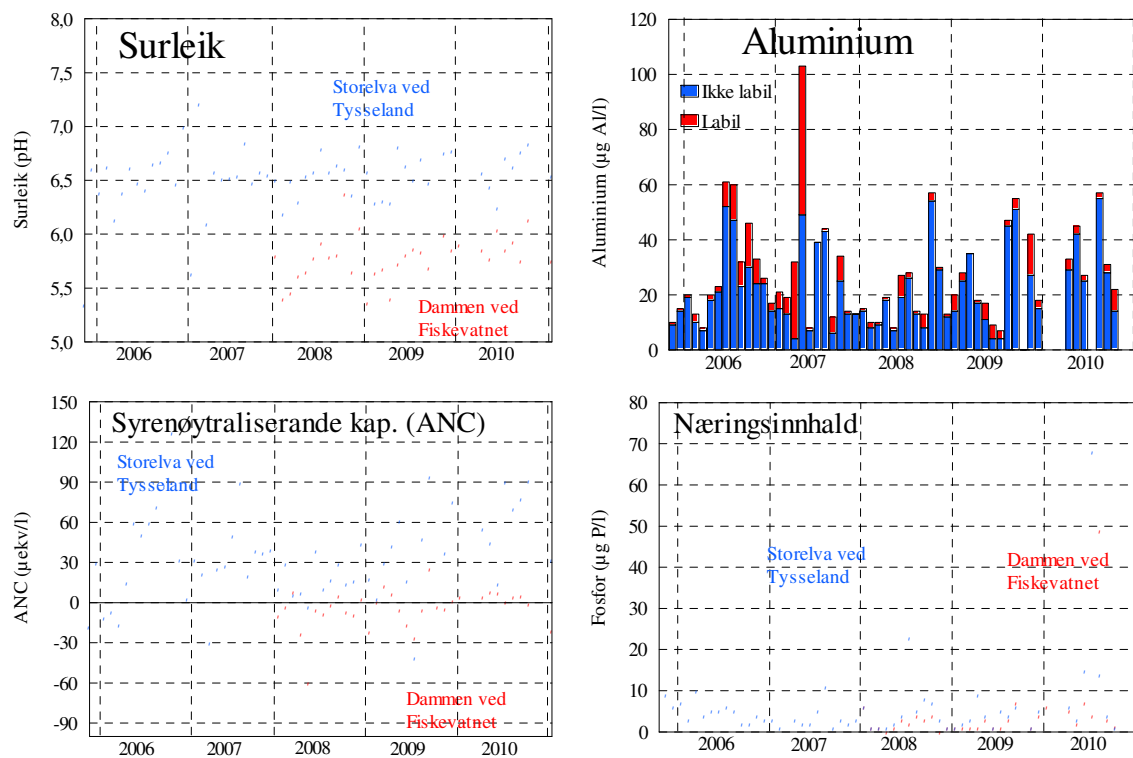 Surleik
Surleik (pH)
8,0
7,5
7,0
6,5
6,0
5,5
5,0
Storelva ved
Tysseland
Dammen ved
Fiskevatnet
2006
2007
2008
2009
2010
Aluminium
Aluminium (µg Al/l)
120
100
80
60
40
20
0
Ikke labil
Labil
2006
2007
2008
2009
2010
Syrenøytraliserande kap. (ANC)
ANC (µekv/l)
150
120
90
60
30
0
-30
-60
-90
Storelva ved
Tysseland
Dammen ved
Fiskevatnet
2006
2007
2008
2009
2010
Næringsinnhald
Fosfor (µg P/l)
80
70
60
50
40
30
20
10
0
Storelva ved
Tysseland
Dammen ved
Fiskevatnet
2006
2007
2008
2009
2010